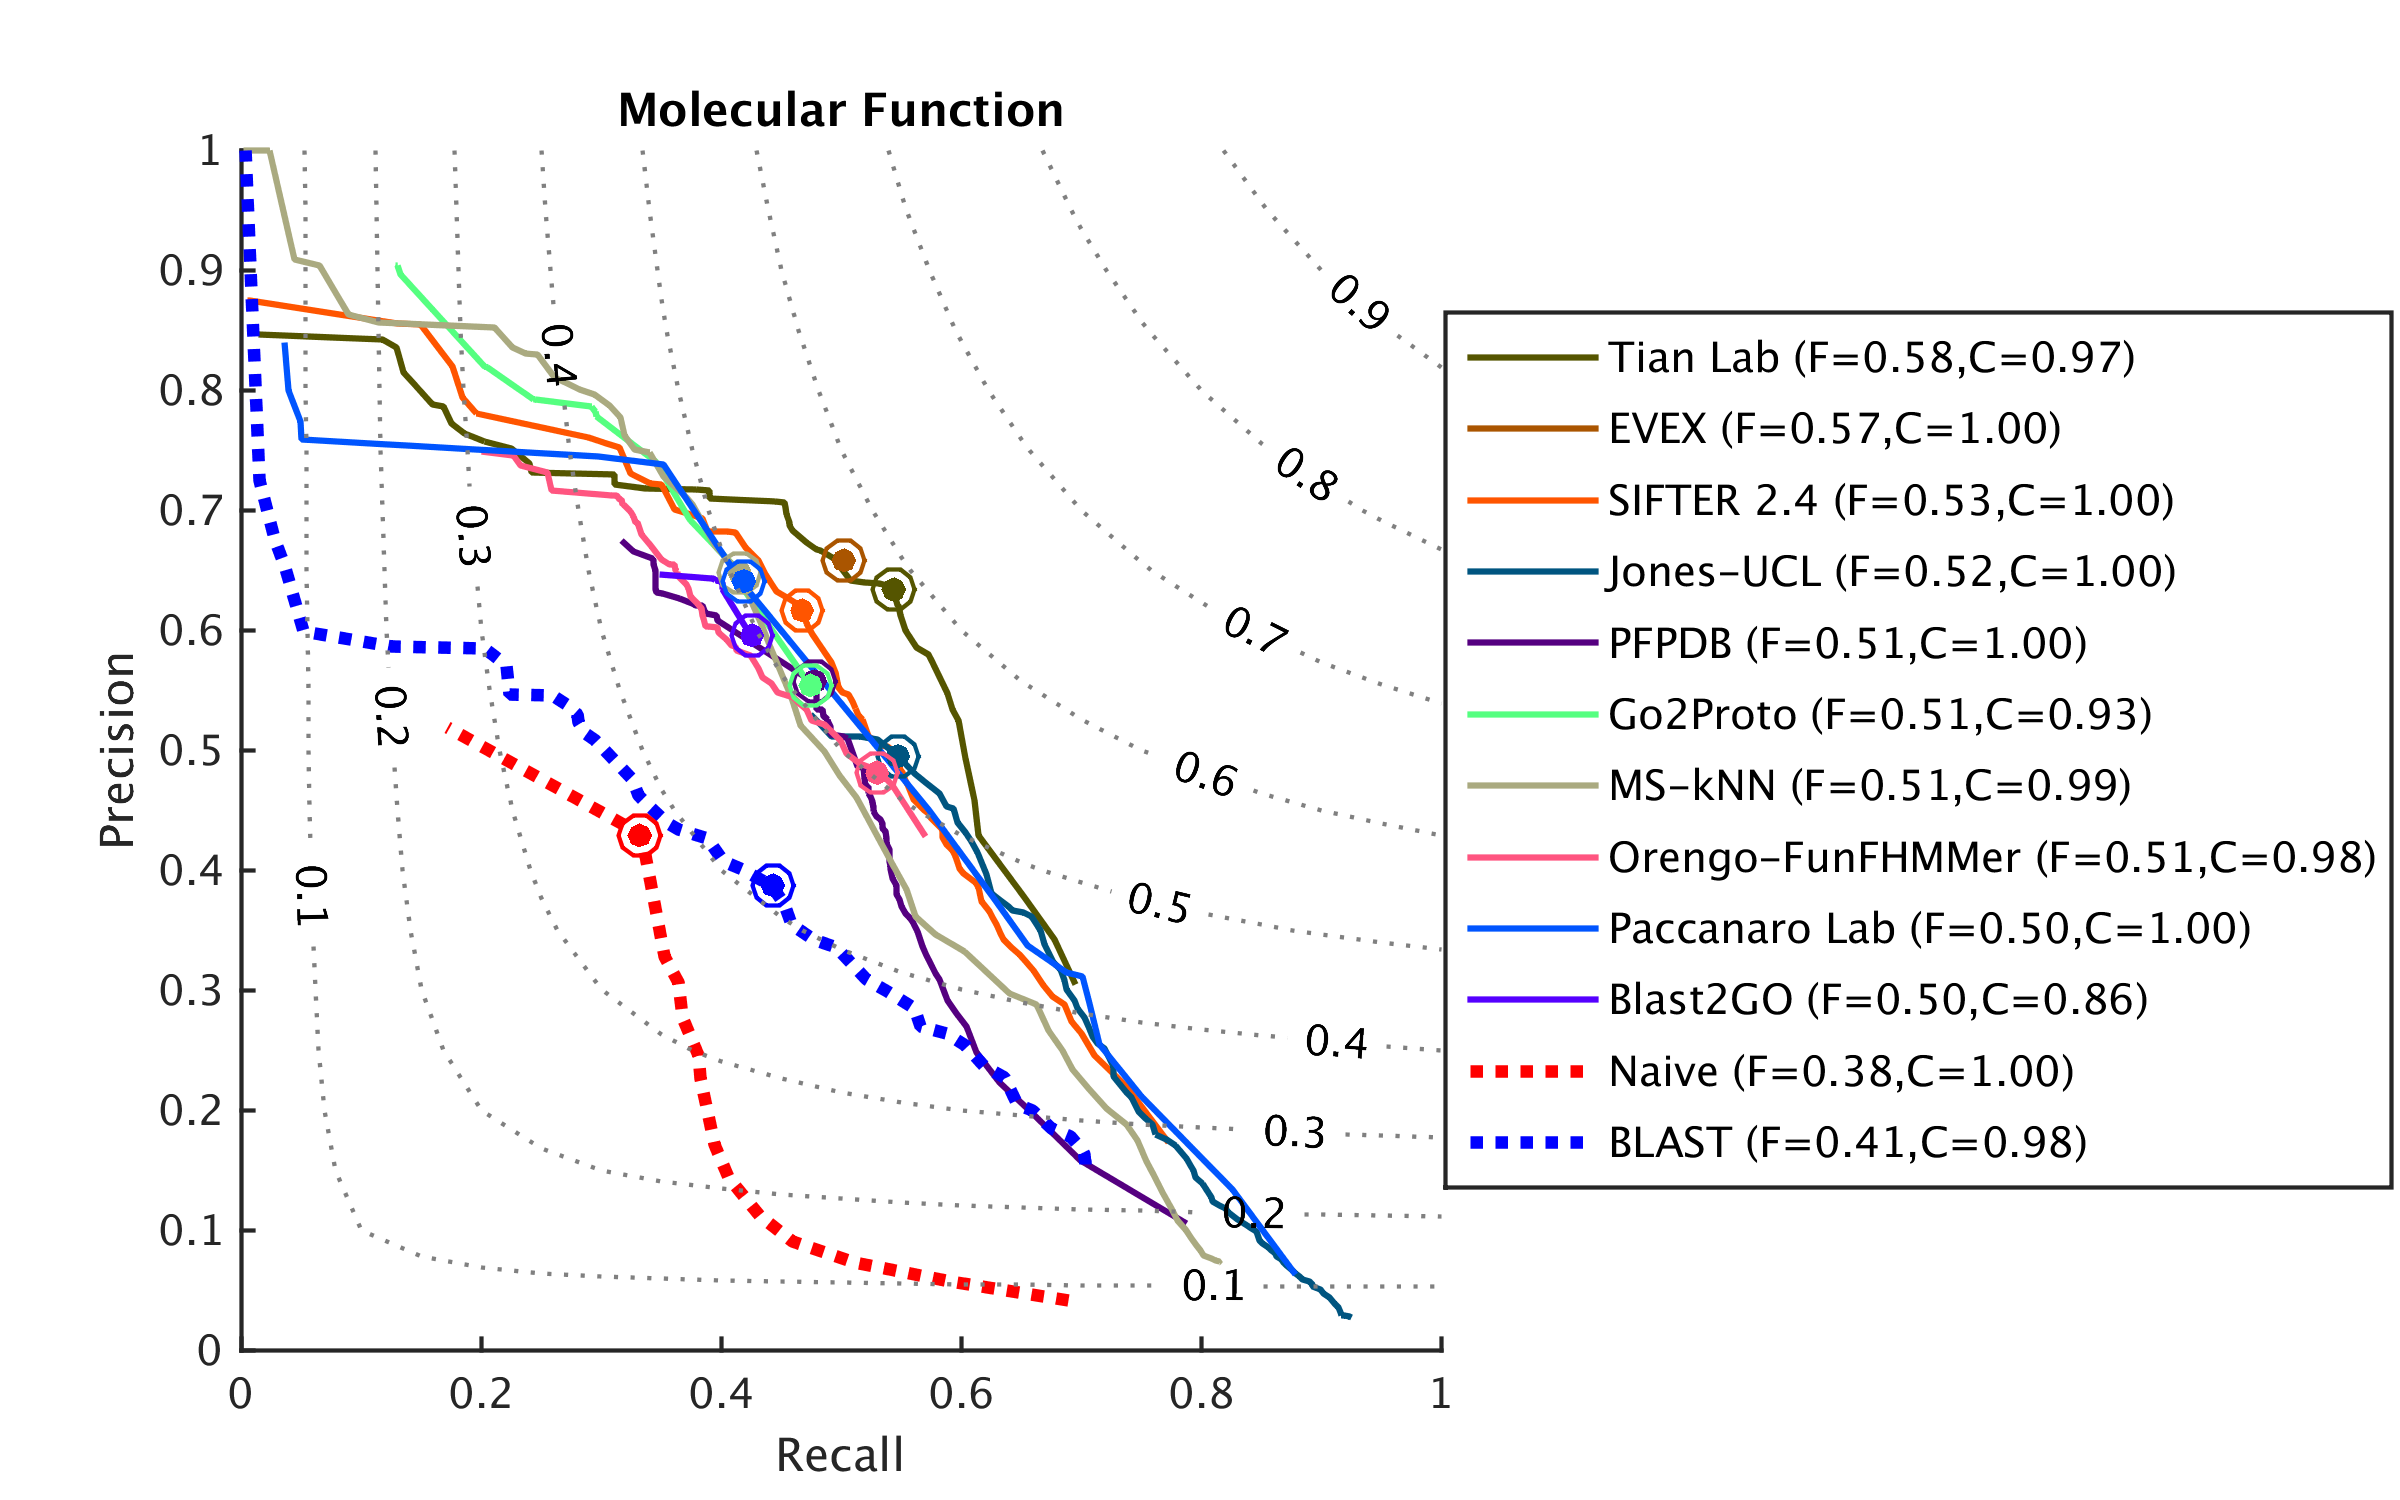 Molecular Function
Precision
1
0.9
0.8
0.7
0.6
0.5
0.4
0.3
0.2
0.1
0
0
0.2
0.4
0.6
0.8
1
Recall
0.1
0.2
0.3
0.4
0.9
0.8
0.7
0.6
0.5
0.4
0.3
0.2
0.1
Tian Lab (F=0.58,C=0.97)
EVEX (F=0.57,C=1.00)
SIFTER 2.4 (F=0.53,C=1.00)
Jones-UCL (F=0.52,C=1.00)
PFPDB (F=0.51,C=1.00)
Go2Proto (F=0.51,C=0.93)
MS-kNN (F=0.51,C=0.99)
Orengo-FunFHMMer (F=0.51,C=0.98)
Paccanaro Lab (F=0.50,C=1.00)
Blast2GO (F=0.50,C=0.86)
Naive (F=0.38,C=1.00)
BLAST (F=0.41,C=0.98)